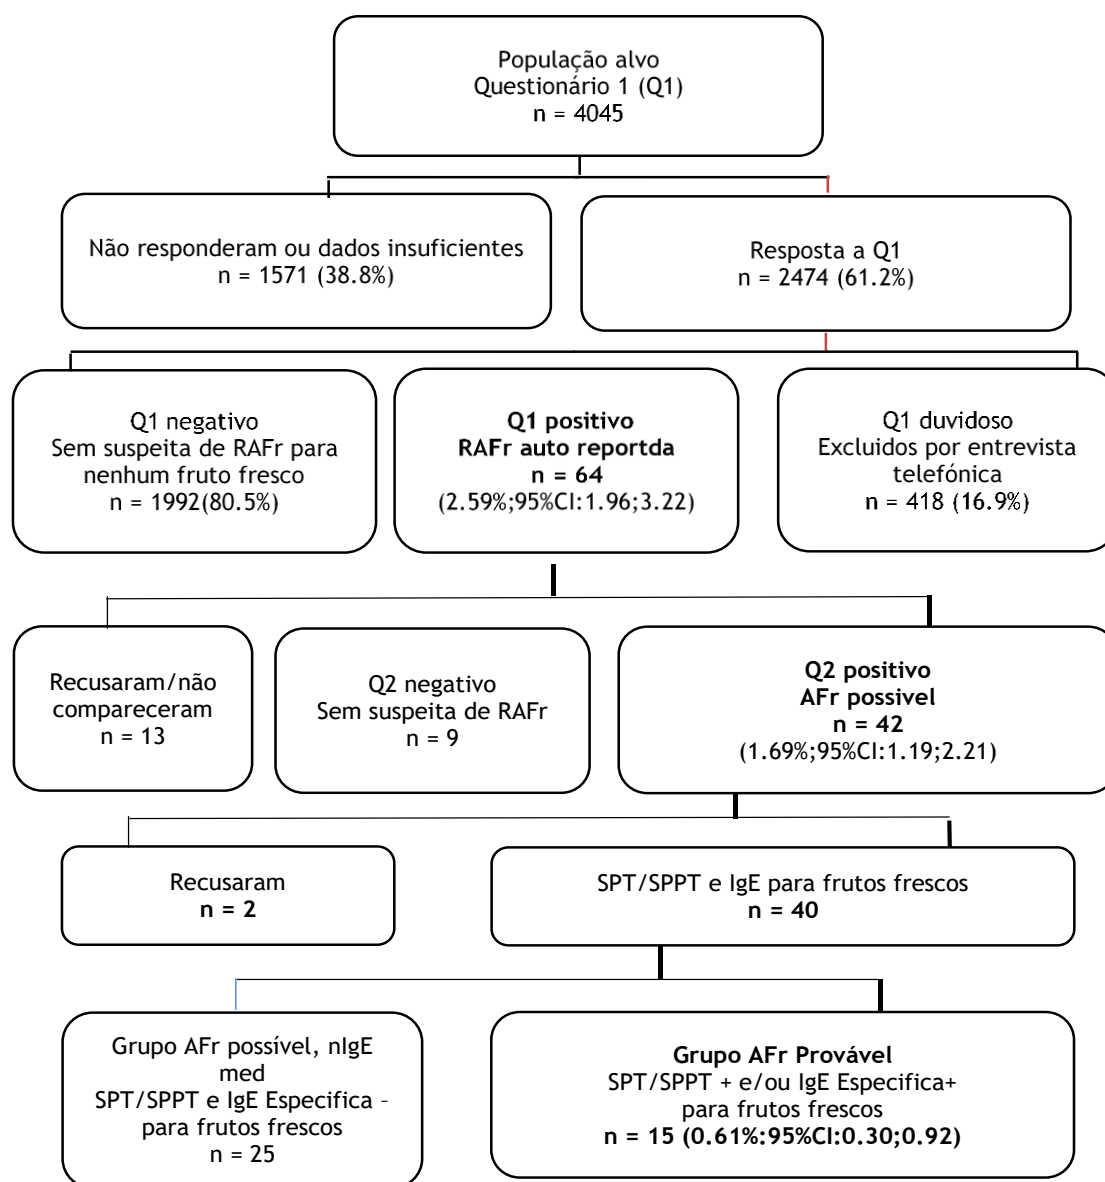 População alvo
Questionário 1 (Q1)
n = 4045
Não responderam ou dados insuficientes
n = 1571 (38.8%)
Resposta a Q1
n = 2474 (61.2%)
Q1 negativo
Sem suspeita de RAFr para
nenhum fruto fresco
n = 1992(80.5%)
Q1 positivo
RAFr auto reportda
n = 64
(2.59%;95%CI:1.96;3.22)
Q1 duvidoso
Excluidos por entrevista
telefónica
n = 418 (16.9%)
Recusaram/não
compareceram
n = 13
Q2 negativo
Sem suspeita de RAFr
n = 9
Q2 positivo
AFr possivel
n = 42
(1.69%;95%CI:1.19;2.21)
Recusaram
n = 2
SPT/SPPT e IgE para frutos frescos
n = 40
Grupo AFr possível, nIgE
med
SPT/SPPT e IgE Especifica –
para frutos frescos
n = 25
Grupo AFr Provável
SPT/SPPT + e/ou IgE Especifica+
para frutos frescos
n = 15 (0.61%:95%CI:0.30;0.92)